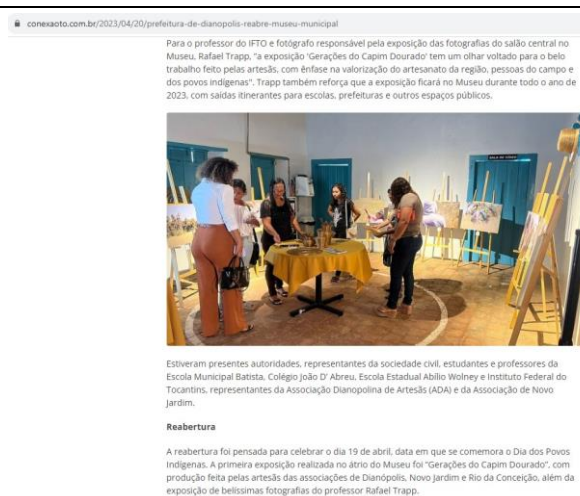 conexaoto.com.br/2023/04/20/prefeitura-de-dianopolis-reabre-museu-municipal
Para o professor do IFTO e fotógrafo responsável pela exposição das fotografias do salão central no
Museu, Rafael Trapp, "a exposição 'Gerações do Capim Dourado' tem um olhar voltado para o belo
trabalho feito pelas artesãs, com ênfase na valorização do artesanato da região, pessoas do campo e
dos povos indígenas". Trapp também reforça que a exposição ficará no Museu durante todo o ano de
2023, com saídas itinerantes para escolas, prefeituras e outros espaços públicos.
Estiveram presentes autoridades, representantes da sociedade civil, estudantes e professores da
Escola Municipal Batista, Colégio João D' Abreu, Escola Estadual Abílio Wolney e Instituto Federal do
Tocantins, representantes da Associação Dianopolina de Artesãs (ADA) e da Associação de Novo
Jardim.
Reabertura
A reabertura foi pensada para celebrar o dia 19 de abril, data em que se comemora o Dia dos Povos
Indígenas. A primeira exposição realizada no átrio do Museu foi "Gerações do Capim Dourado", com
produção feita pelas artesãs das associações de Dianópolis, Novo Jardim e Rio da Conceição, além da
exposição de belíssimas fotografias do professor Rafael Trapp.